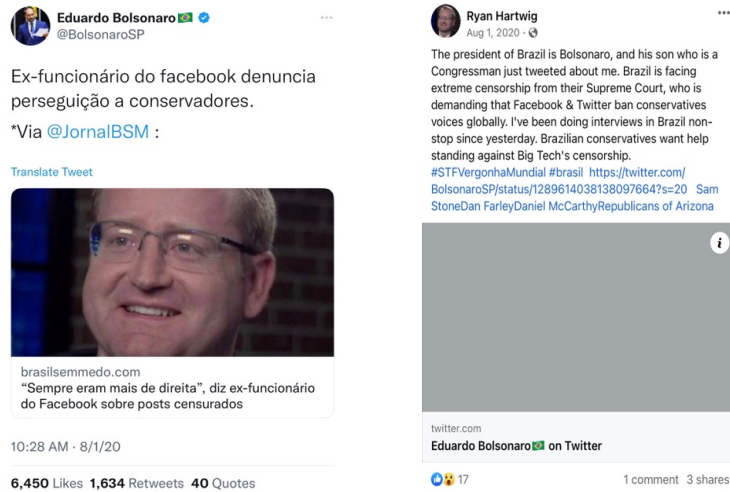 Eduardo Bolsonaro🇧🇷
@BolsonaroSP
Ex-funcionário do facebook denuncia
perseguição a conservadores.
*Via @JornalBSM :
Translate Tweet
brasilsemmedo.com
“Sempre eram mais de direita”, diz ex-funcionário
do Facebook sobre posts censurados
10:28 AM · 8/1/20
6,450 Likes 1,634 Retweets 40 Quotes
Ryan Hartwig
Aug 1, 2020 ·
The president of Brazil is Bolsonaro, and his son who is a
Congressman just tweeted about me. Brazil is facing
extreme censorship from their Supreme Court, who is
demanding that Facebook & Twitter ban conservatives
voices globally. I've been doing interviews in Brazil non-
stop since yesterday. Brazilian conservatives want help
standing against Big Tech's censorship.
#STFVergonhaMundial #brasil https://twitter.com/
BolsonaroSP/status/1289614038138097664?s=20 Sam
StoneDan FarleyDaniel McCarthyRepublicans of Arizona
twitter.com
Eduardo Bolsonaro🇧🇷 on Twitter
17
1 comment 3 shares